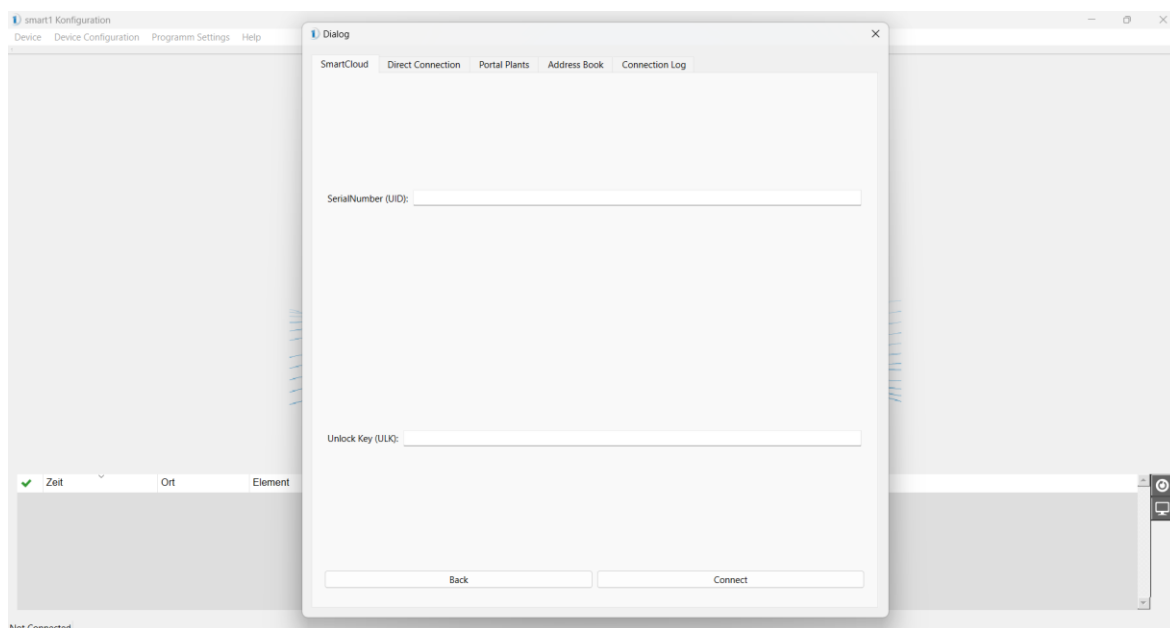 smart1 Konfiguration
Device Device Configuration Programm Settings Help
Dialog
SmartCloud Direct Connection Portal Plants Address Book Connection Log
SerialNumber (UID):
Unlock Key (ULK):
Zeit Ort Element
Back Connect
Not Connected